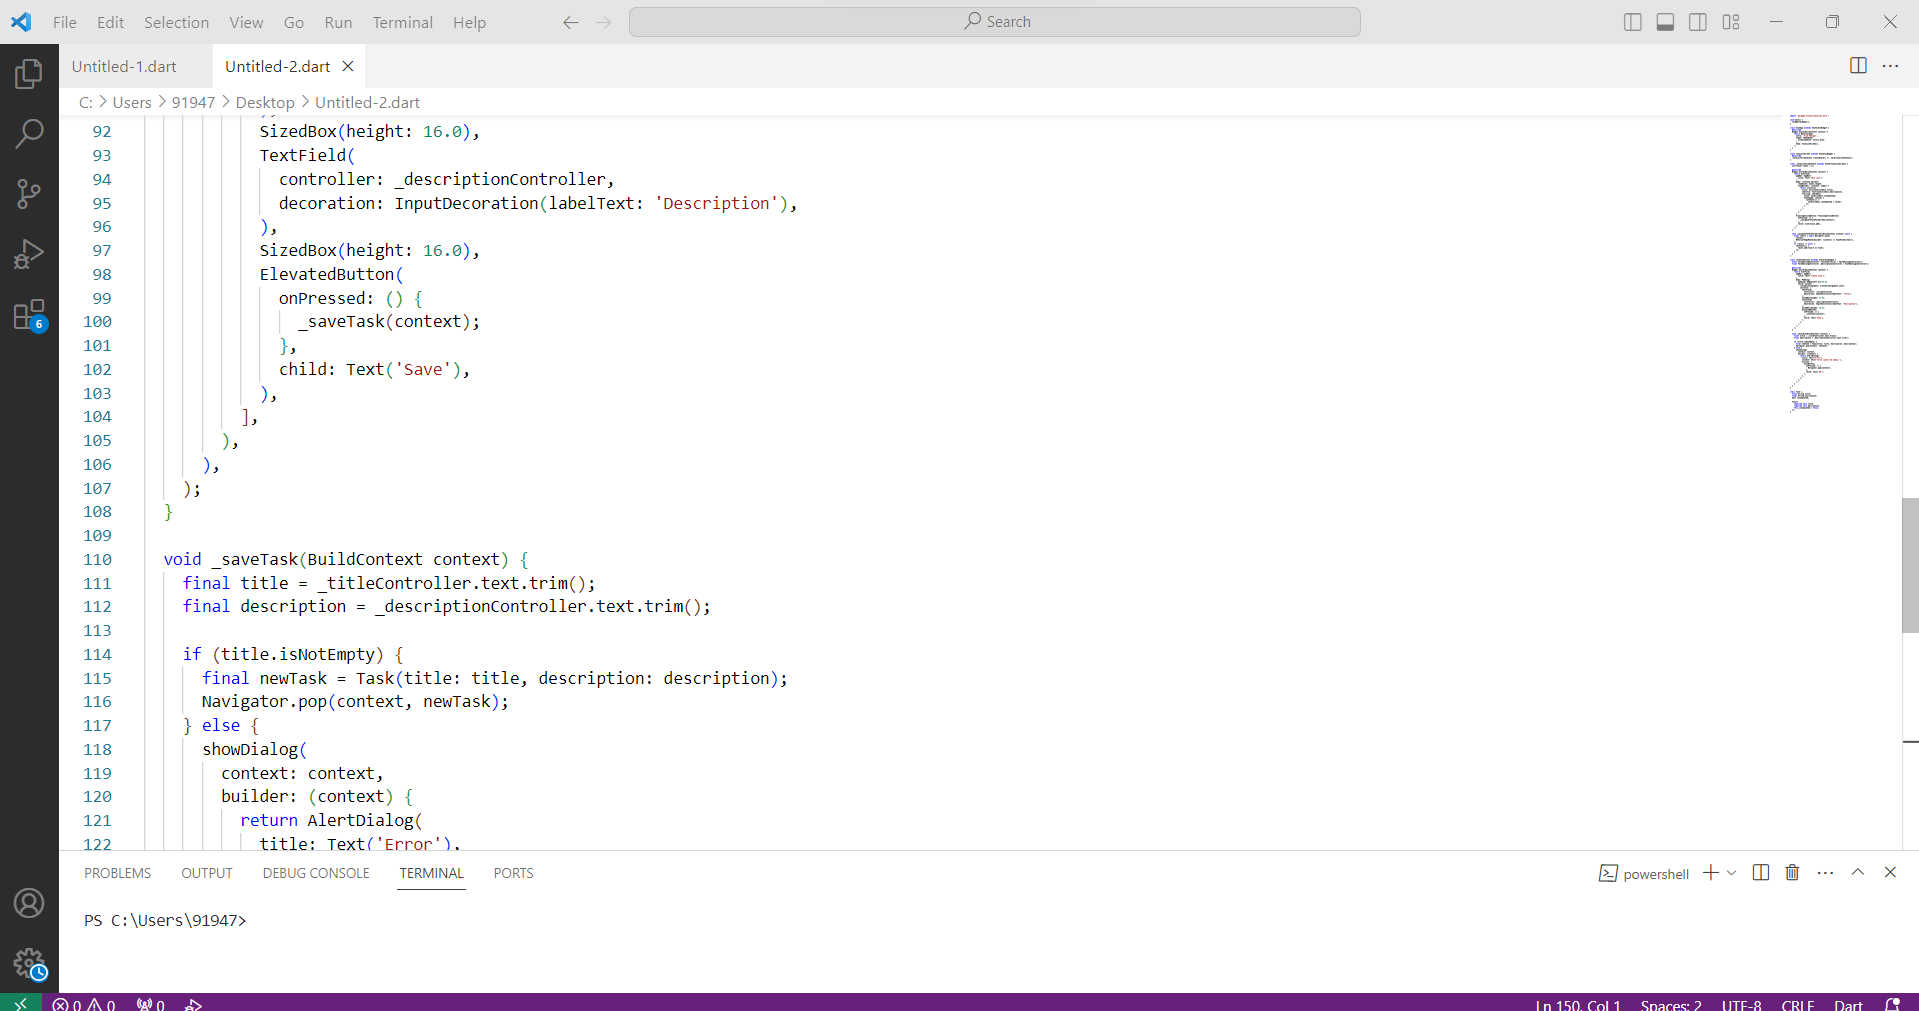 File Edit Selection View Go Run Terminal Help Search
Untitled-1.dart Untitled-2.dart
C: > Users > 91947 > Desktop > Untitled-2.dart
92 SizedBox(height: 16.0),
93 TextField(
94 controller: _descriptionController,
95 decoration: InputDecoration(labelText: 'Description'),
96 ),
97 SizedBox(height: 16.0),
98 ElevatedButton(
99 onPressed: () {
100 _saveTask(context);
101 },
102 child: Text('Save'),
103 ),
104 ],
105 ),
106 ),
107 );
108 }
109
110 void _saveTask(BuildContext context) {
111 final title = _titleController.text.trim();
112 final description = _descriptionController.text.trim();
113
114 if (title.isNotEmpty) {
115 final newTask = Task(title: title, description: description);
116 Navigator.pop(context, newTask);
117 } else {
118 showDialog(
119 context: context,
120 builder: (context) {
121 return AlertDialog(
122 title: Text('Error'),
6
PROBLEMS OUTPUT DEBUG CONSOLE TERMINAL PORTS powershell
PS C:\Users\91947>
0 0 0 Ln 150, Col 1 Spaces: 2 UTF-8 CRLF Dart